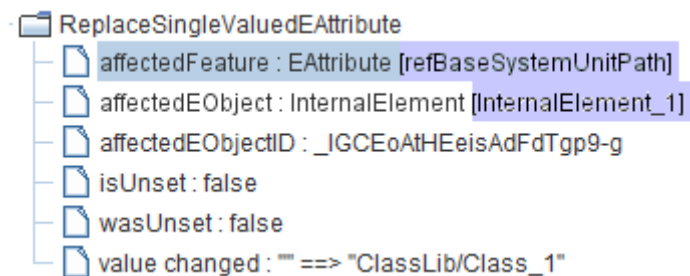 ReplaceSingleValuedEAttribute
affectedFeature : EAttribute [refBaseSystemUnitPath]
affectedEObject : InternalElement [InternalElement_1]
affectedEObjectID : _IGCEoAtHEeisAdFdTgp9-g
isUnset : false
wasUnset : false
value changed : "" ==> "ClassLib/Class_1"